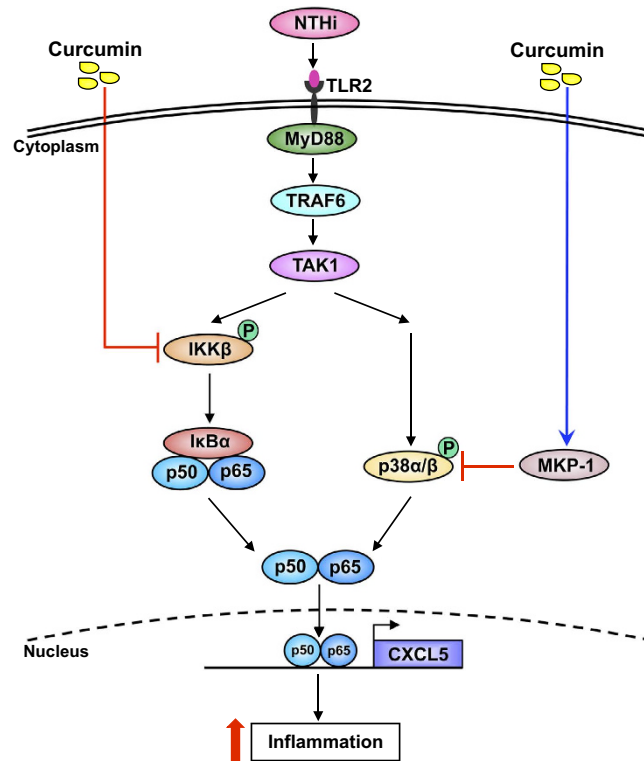 NTHi
Curcumin
Curcumin
TLR2
Cytoplasm
MyD88
TRAF6
TAK1
P
IKKβ
IκBα
p50 p65
P
p38α/β
MKP-1
p50 p65
Nucleus
p50 p65
CXCL5
Inflammation